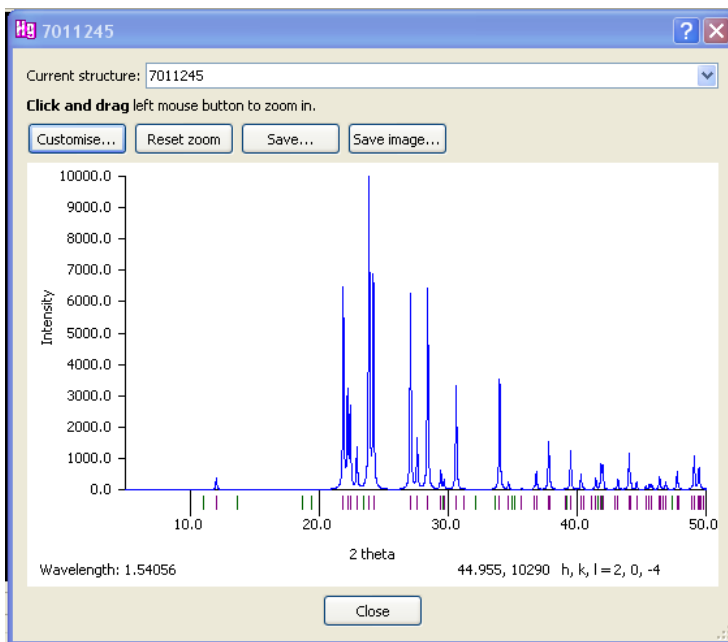 Hg 7011245
Current structure: 7011245
Click and drag left mouse button to zoom in.
Customise... Reset zoom Save... Save image...
10000.0
9000.0
8000.0
7000.0
6000.0
5000.0
4000.0
3000.0
2000.0
1000.0
0.0
Intensity
10.0 20.0 30.0 40.0 50.0
2 theta
Wavelength: 1.54056 44.955, 10290 h, k, l = 2, 0, -4
Close